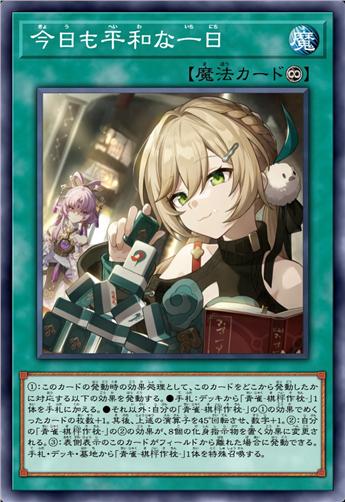 今日も平和な一日
魔
【魔法カード】
①:このカードの発動時の効果処理として、このカードをどこから発動したか
に対応する以下の効果を発動する。●手札:デッキから「青雀-棋枰作枕-」1
体を手札に加える。●それ以外:自分の「青雀-棋枰作枕-」の①の効果でめく
ったカードの枚数+1。その後、上述の演算子を45°回転させ、数字+1。②:自分
の「青雀-棋枰作枕-」の②の効果が、8個の化身指示物を置く効果に変更さ
れる。③:表側表示のこのカードがフィールドから離れた場合に発動できる。
手札・デッキ・墓地から「青雀-棋枰作枕-」1体を特殊召喚する。